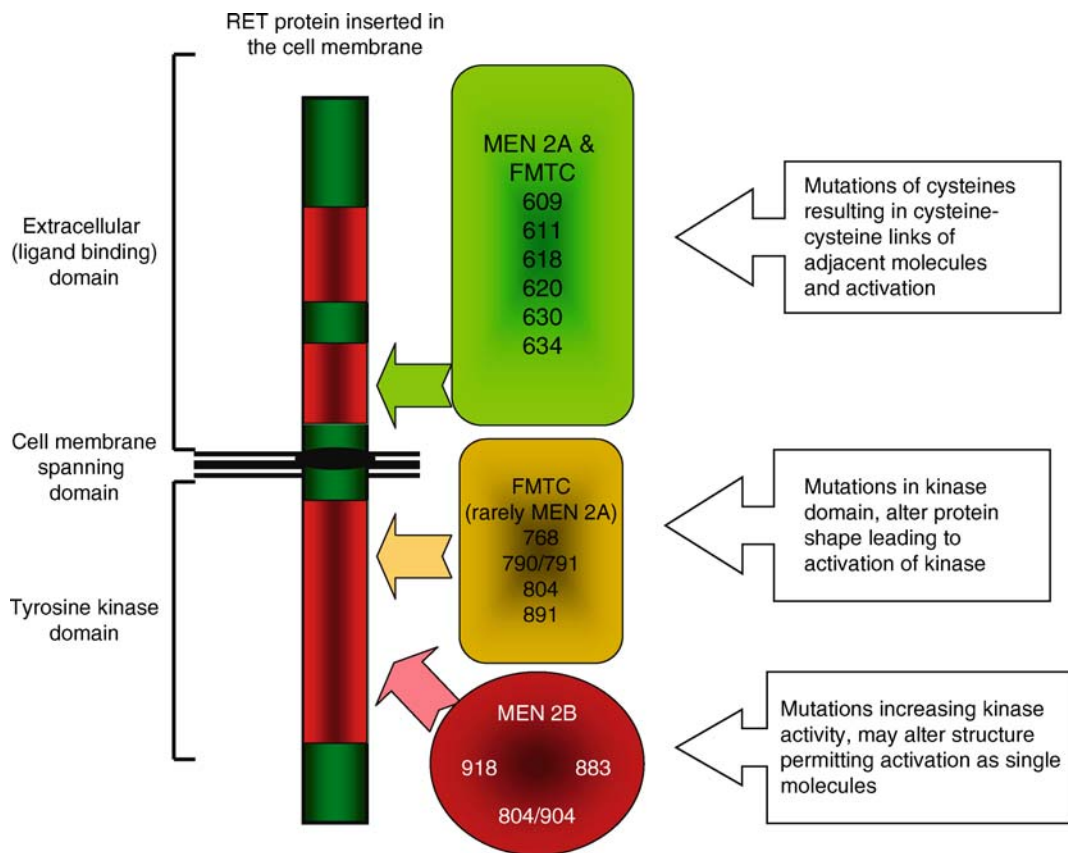 RET protein inserted in
the cell membrane
Extracellular
(ligand binding)
domain
Cell membrane
spanning
domain
Tyrosine kinase
domain
MEN 2A &
FMTC
609
611
618
620
630
634
FMTC
(rarely MEN 2A)
768
790/791
804
891
MEN 2B
918 883
804/904
Mutations of cysteines
resulting in cysteine-
cysteine links of
adjacent molecules
and activation
Mutations in kinase
domain, alter protein
shape leading to
activation of kinase
Mutations increasing kinase
activity, may alter structure
permitting activation as single
molecules